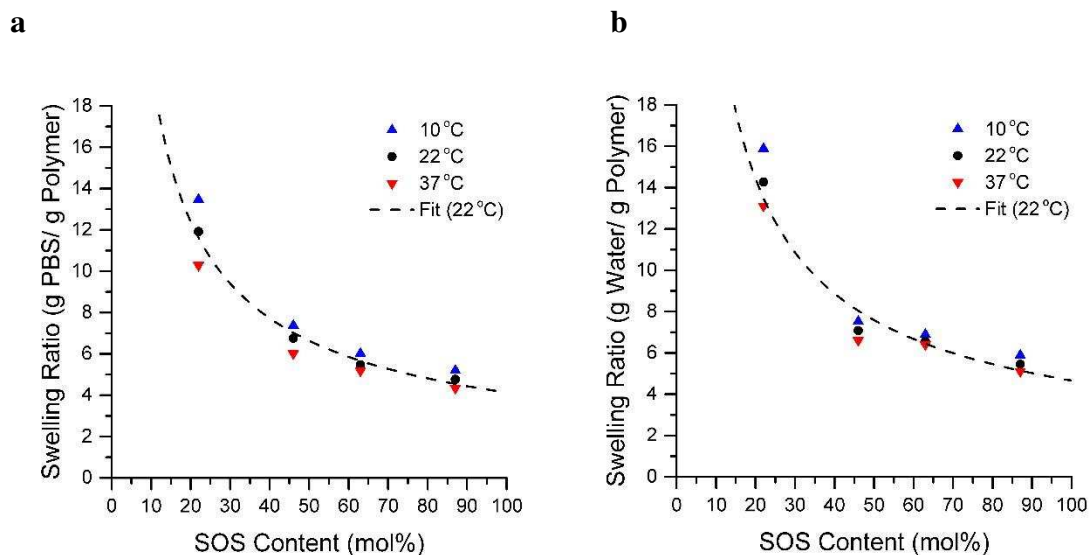 a
Swelling Ratio (g PBS/ g Polymer)
18
16
14
12
10
8
6
4
2
0
10 °C
22 °C
37 °C
Fit (22 °C)
0 10 20 30 40 50 60 70 80 90 100
SOS Content (mol%)
b
Swelling Ratio (g Water/ g Polymer)
18
16
14
12
10
8
6
4
2
0
10 °C
22 °C
37 °C
Fit (22 °C)
0 10 20 30 40 50 60 70 80 90 100
SOS Content (mol%)